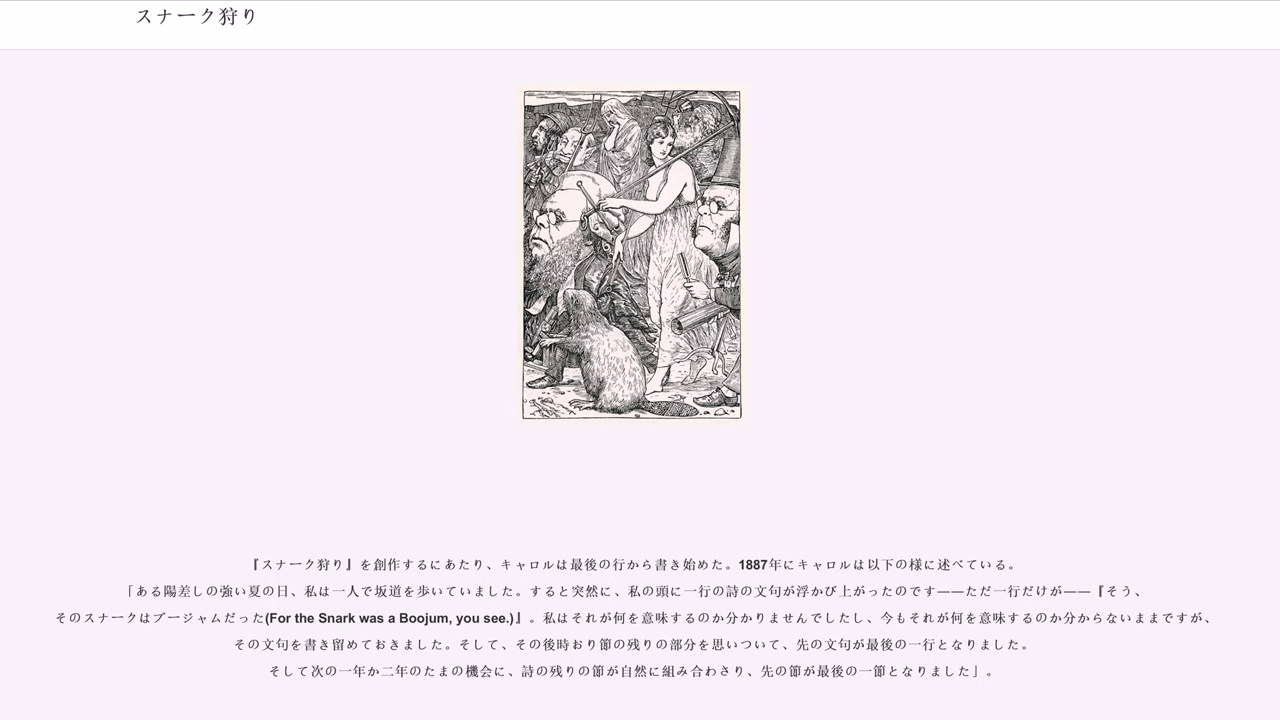 スナーク狩り
『スナーク狩り』を創作するにあたり、キャロルは最後の行から書き始めた。1887年にキャロルは以下の様に述べている。
「ある陽差しの強い夏の日、私は一人で坂道を歩いていました。すると突然に、私の頭に一行の詩の文句が浮かび上がったのです——ただ一行だけが——『そう、
そのスナークはブージャムだった(For the Snark was a Boojum, you see.)』。私はそれが何を意味するのか分かりませんでしたし、今もそれが何を意味するのか分からないままですが、
その文句を書き留めておきました。そして、その後時おり節の残りの部分を思いついて、先の文句が最後の一行となりました。
そして次の一年か二年のたまの機会に、詩の残りの節が自然に組み合わさり、先の節が最後の一節となりました」。